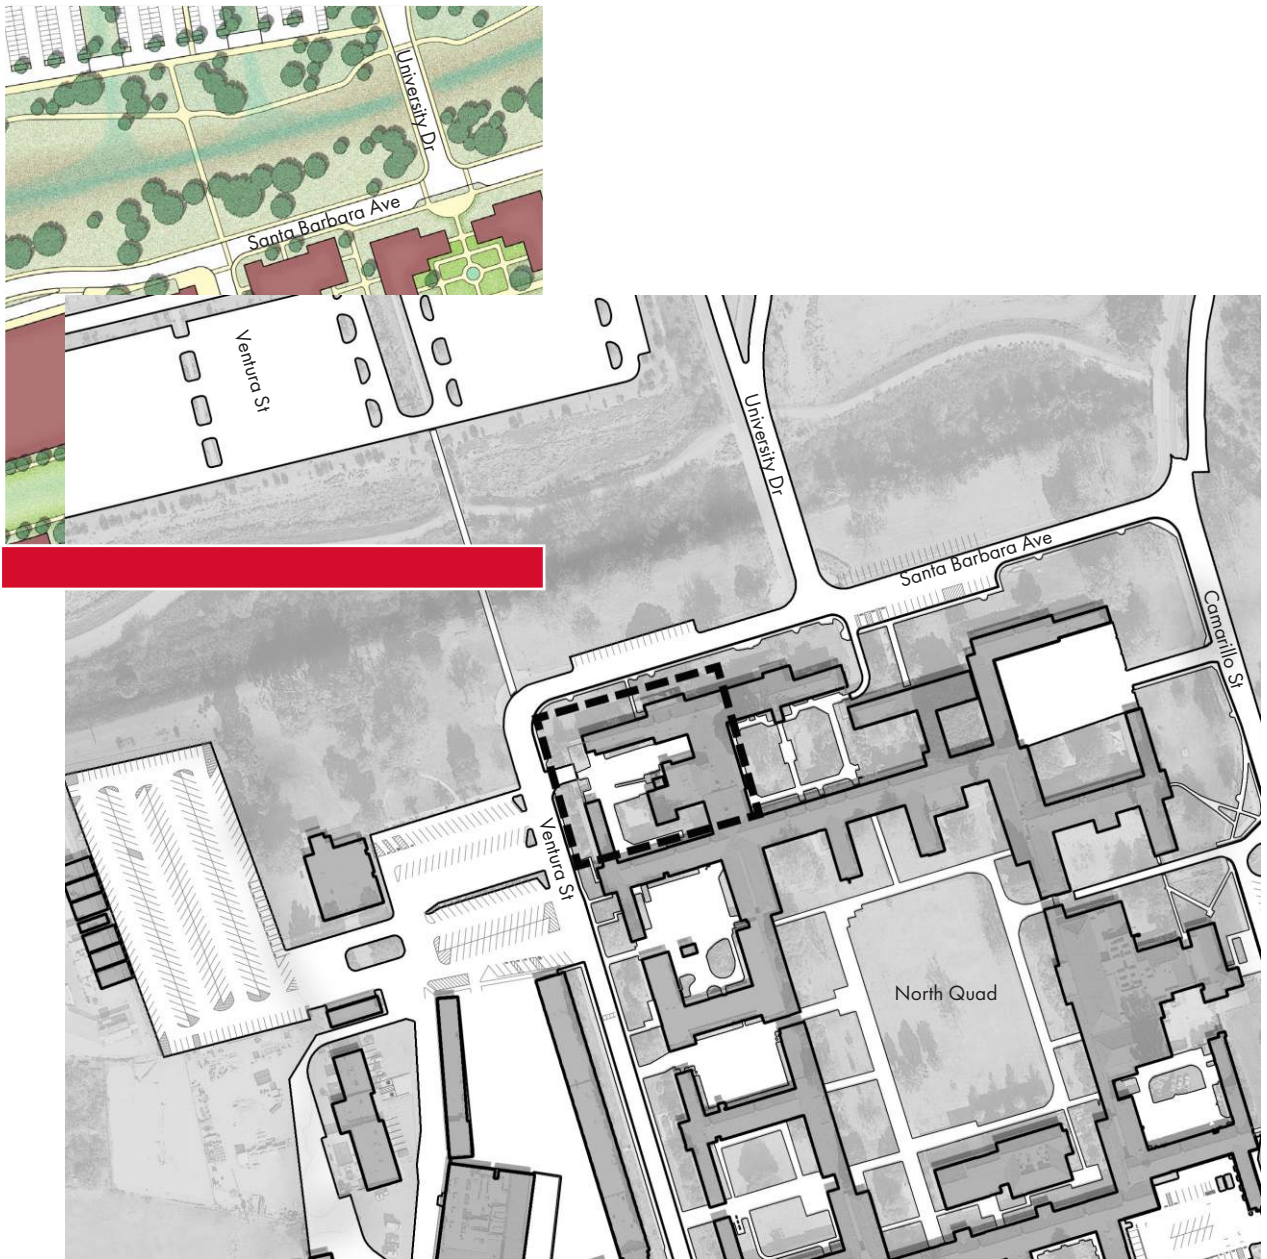 University Dr
Santa Barbara Ave
Ventura St
University Dr
Santa Barbara Ave
Camarillo St
Ventura St
North Quad